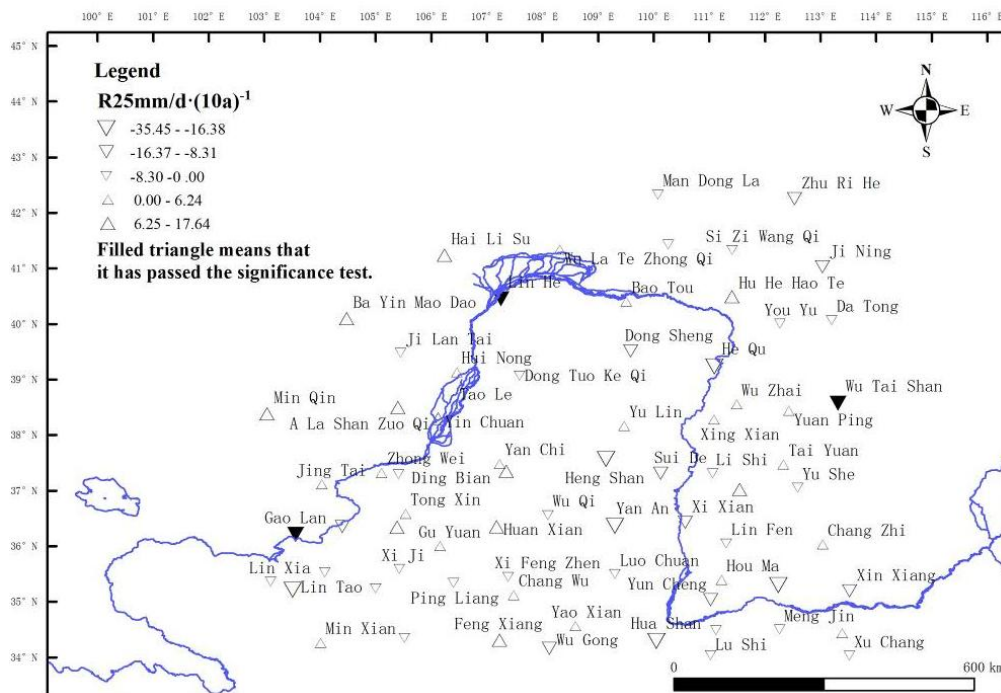 100° E 101° E 102° E 103° E 104° E 105° E 106° E 107° E 108° E 109° E 110° E 111° E 112° E 113° E 114° E 115° E 116° E
45° N
44° N
43° N
42° N
41° N
40° N
39° N
38° N
37° N
36° N
35° N
34° N
Legend
R25mm/d·(10a)⁻¹
-35.45 - -16.38
-16.37 - -8.31
-8.30 -0 .00
0.00 - 6.24
6.25 - 17.64
Filled triangle means that
it has passed the significance test.
N
W E
S
Man Dong La
Zhu Ri He
Hai Li Su
Si Zi Wang Qi
Wu La Te Zhong Qi
Ji Ning
Lin He
Bao Tou
Hu He Hao Te
Ba Yin Mao Dao
You Yu
Da Tong
Ji Lan Tai
Dong Sheng
He Qu
Hui Nong
Dong Tuo Ke Qi
Wu Zhai
Wu Tai Shan
Min Qin
Tao Le
A La Shan Zuo Qi
Yin Chuan
Yu Lin
Yuan Ping
Xing Xian
Zhong Wei
Yan Chi
Tai Yuan
Jing Tai
Ding Bian
Heng Shan
Sui De
Li Shi
Yu She
Tong Xin
Wu Qi
Yan An
Xi Xian
Gao Lan
Gu Yuan
Huan Xian
Lin Fen
Chang Zhi
Xi Ji
Xi Feng Zhen
Luo Chuan
Hou Ma
Lin Xia
Lin Tao
Chang Wu
Yun Cheng
Xin Xiang
Ping Liang
Min Xian
Feng Xiang
Yao Xian
Hua Shan
Meng Jin
Wu Gong
Lu Shi
Xu Chang
0 600 km